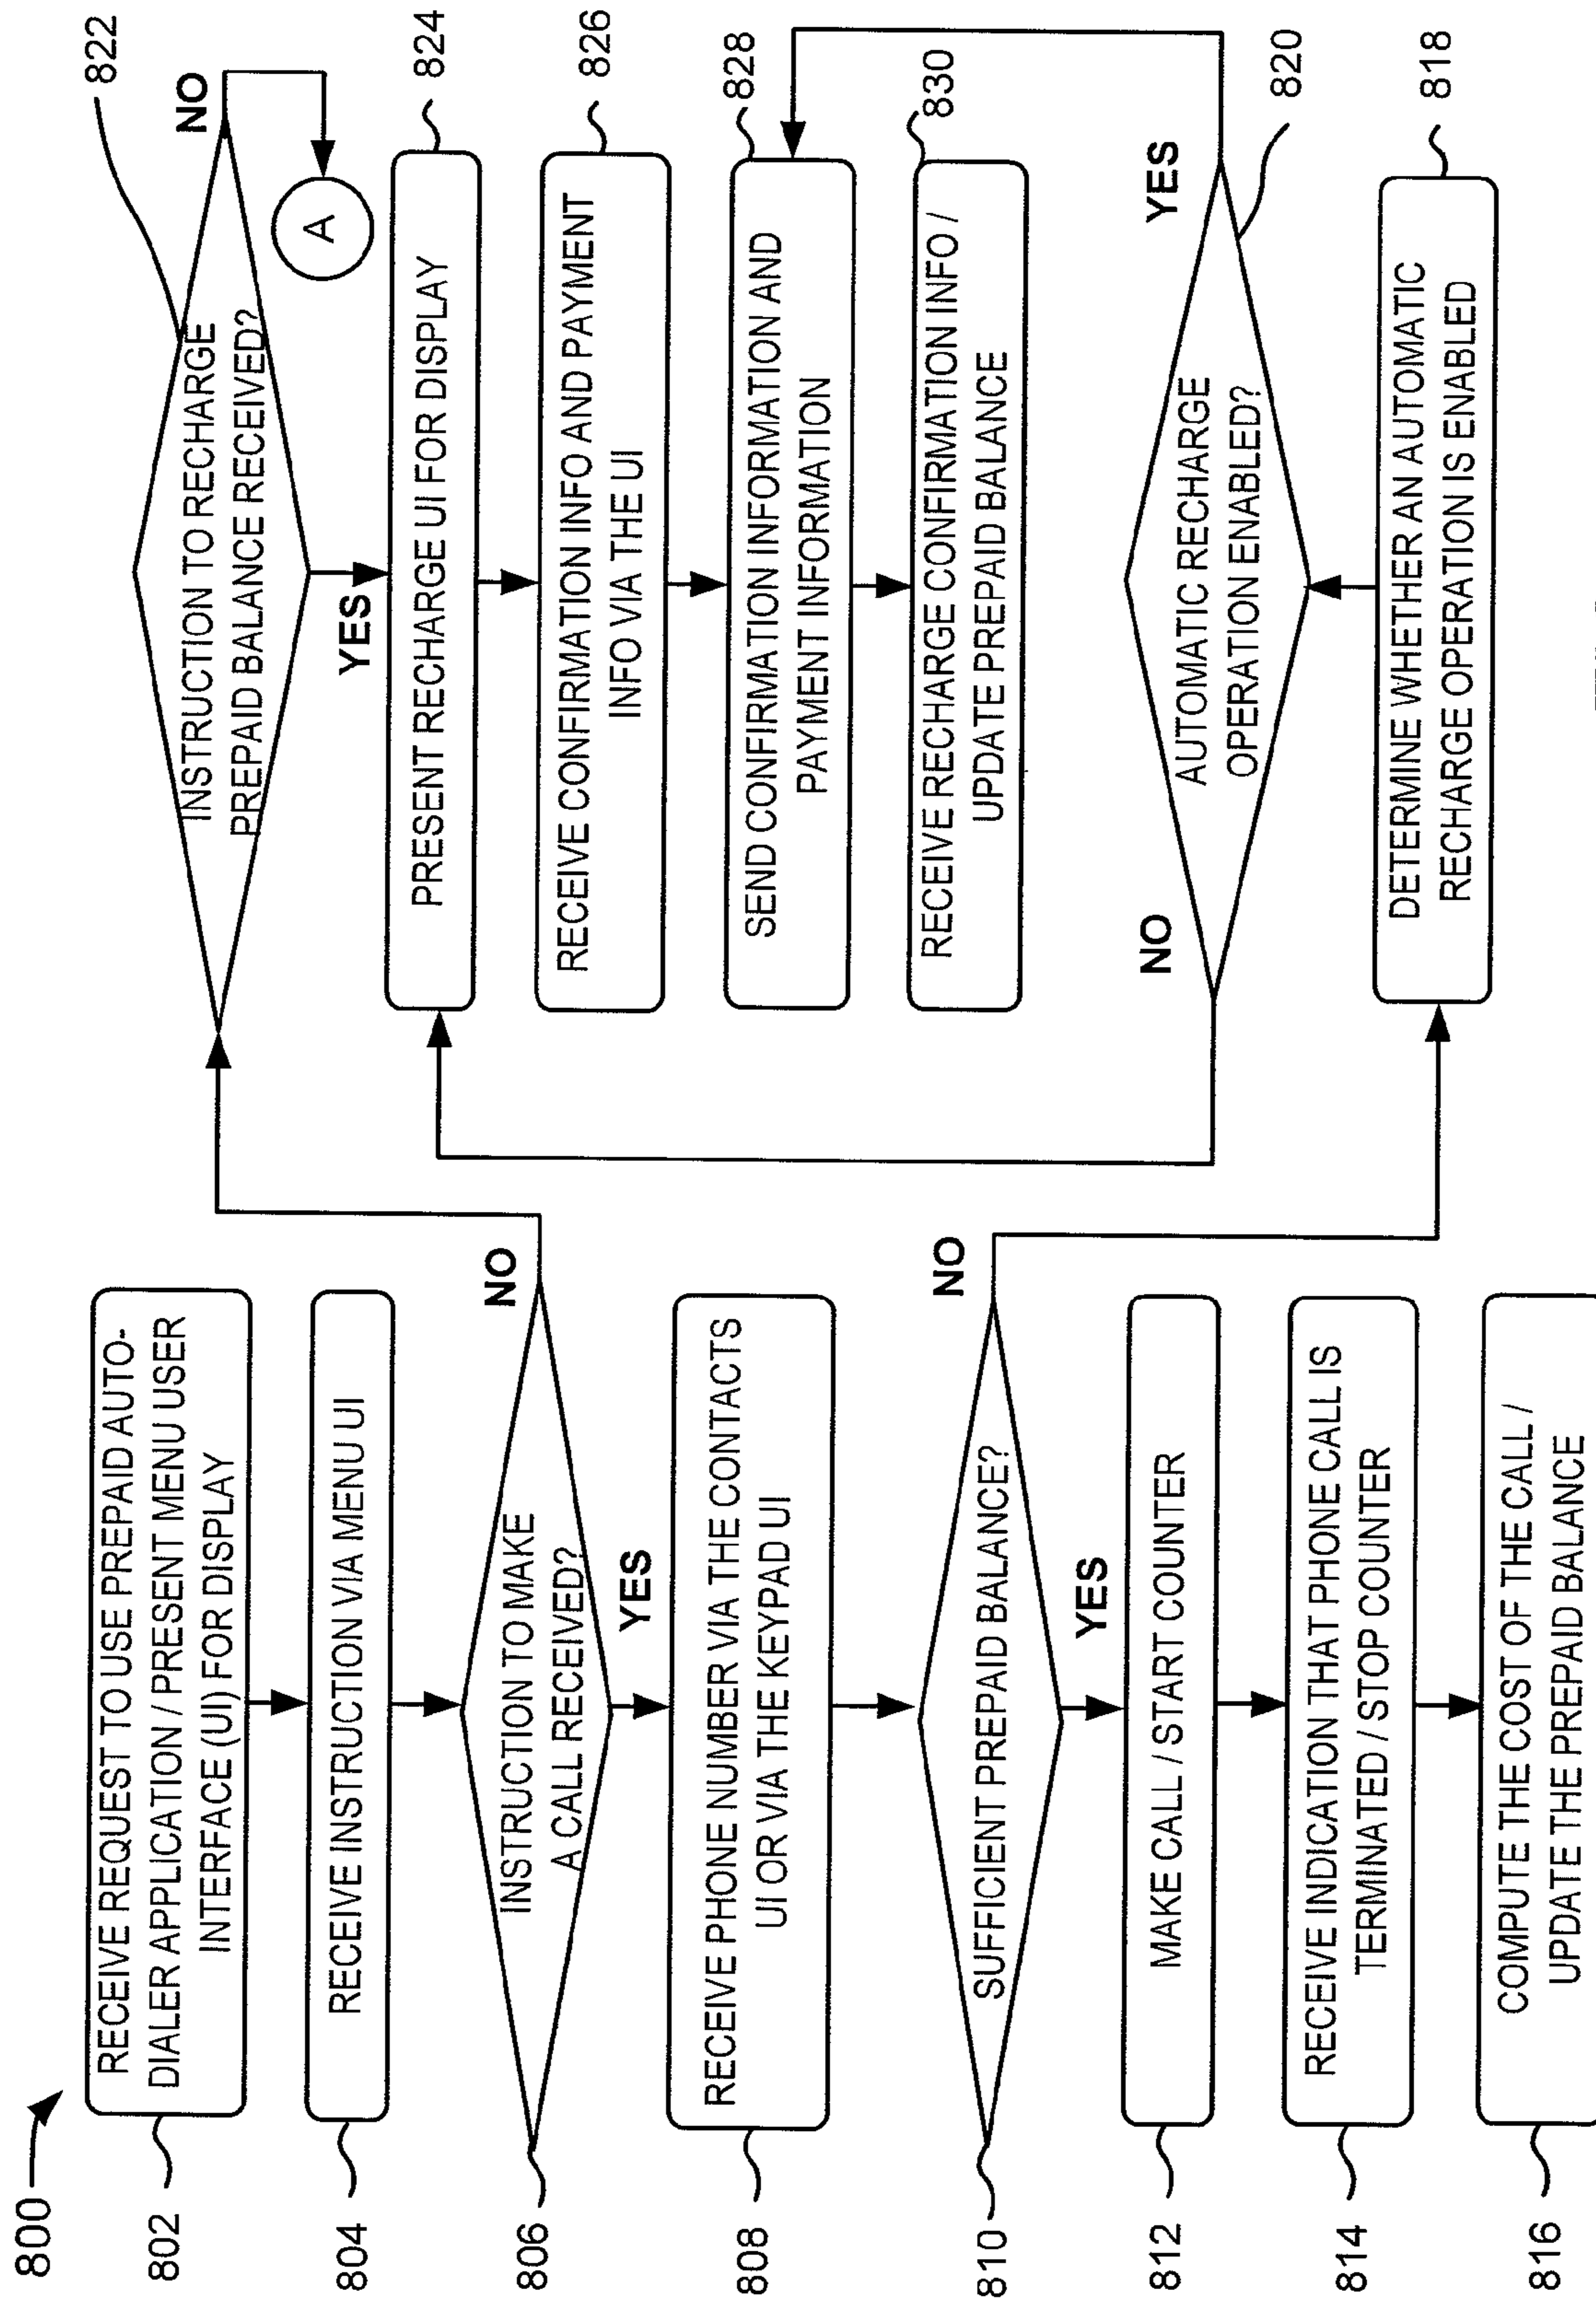 800
802
RECEIVE REQUEST TO USE PREPAID AUTO-
DIALER APPLICATION / PRESENT MENU USER
INTERFACE (UI) FOR DISPLAY
804
RECEIVE INSTRUCTION VIA MENU UI
806
INSTRUCTION TO MAKE
A CALL RECEIVED?
NO
YES
808
RECEIVE PHONE NUMBER VIA THE CONTACTS
UI OR VIA THE KEYPAD UI
810
SUFFICIENT PREPAID BALANCE?
NO
YES
812
MAKE CALL / START COUNTER
814
RECEIVE INDICATION THAT PHONE CALL IS
TERMINATED / STOP COUNTER
816
COMPUTE THE COST OF THE CALL /
UPDATE THE PREPAID BALANCE
822
INSTRUCTION TO RECHARGE
PREPAID BALANCE RECEIVED?
NO
A
YES
824
PRESENT RECHARGE UI FOR DISPLAY
826
RECEIVE CONFIRMATION INFO AND PAYMENT
INFO VIA THE UI
828
SEND CONFIRMATION INFORMATION AND
PAYMENT INFORMATION
830
RECEIVE RECHARGE CONFIRMATION INFO /
UPDATE PREPAID BALANCE
NO
YES
820
AUTOMATIC RECHARGE
OPERATION ENABLED?
818
DETERMINE WHETHER AN AUTOMATIC
RECHARGE OPERATION IS ENABLED